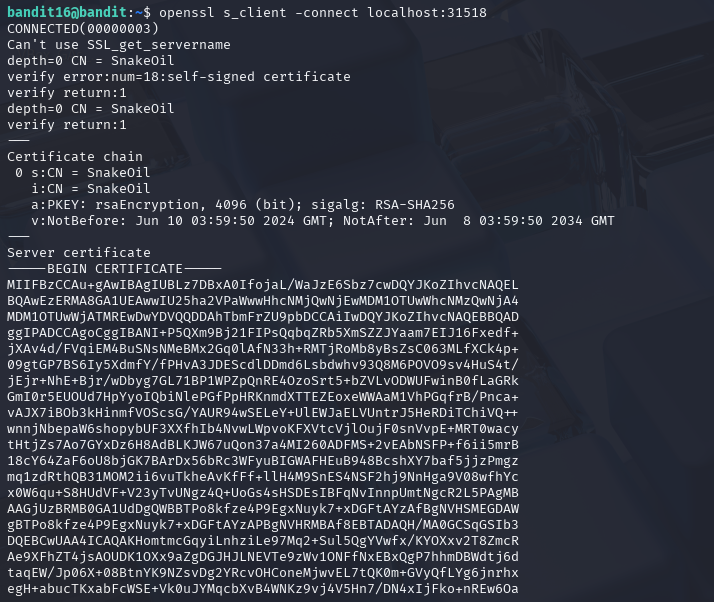 bandit16@bandit:~$ openssl s_client -connect localhost:31518
CONNECTED(00000003)
Can't use SSL_get_servername
depth=0 CN = SnakeOil
verify error:num=18:self-signed certificate
verify return:1
depth=0 CN = SnakeOil
verify return:1
---
Certificate chain
 0 s:CN = SnakeOil
   i:CN = SnakeOil
   a:PKEY: rsaEncryption, 4096 (bit); sigalg: RSA-SHA256
   v:NotBefore: Jun 10 03:59:50 2024 GMT; NotAfter: Jun  8 03:59:50 2034 GMT
---
Server certificate
-----BEGIN CERTIFICATE-----
MIIFBzCCAu+gAwIBAgIUBLz7DBxA0IfojaL/WaJzE6Sbz7cwDQYJKoZIhvcNAQEL
BQAwEzERMA8GA1UEAwwIU25ha2VPaWwwHhcNMjQwNjEwMDM1OTUwWhcNMzQwNjA4
MDM1OTUwWjATMREwDwYDVQQDDAhTbmFrZU9pbDCCAiIwDQYJKoZIhvcNAQEBBQAD
ggIPADCCAgoCggIBANI+P5QXm9Bj21FIPsQqbqZRb5XmSZZJYaam7EIJ16Fxedf+
jXAv4d/FVqiEM4BuSNsNMeBMx2Gq0lAfN33h+RMTjRoMb8yBsZsC063MLfXCk4p+
09gtGP7BS6Iy5XdmfY/fPHvA3JDEScdlDDmd6Lsbdwhv93Q8M6POVO9sv4HuS4t/
jEjr+NhE+Bjr/wDbyg7GL71BP1WPZpQnRE4OzoSrt5+bZVLvODWUFwinB0fLaGRk
GmI0r5EUOUd7HpYyoIQbiNlePGfPpHRKnmdXTTEZEoxeWWAaM1VhPGqfrB/Pnca+
vAJX7iBOb3kHinmfVOScsG/YAUR94wSELeY+UlEWJaELVUntrJ5HeRDiTChiVQ++
wnnjNbepaW6shopybUF3XXfhIb4NvwLWpvoKFXVtcVjlOujF0snVvpE+MRT0wacy
tHtjZs7Ao7GYxDz6H8AdBLKJW67uQon37a4MI260ADFMS+2vEAbNSFP+f6ii5mrB
18cY64ZaF6oU8bjGK7BArDx56bRc3WFyuBIGWAFHEuB948BcshXY7baf5jjzPmgz
mq1zdRthQB31MOM2ii6vuTkheAvKfFf+llH4M9SnES4NSF2hj9NnHga9V08wfhYc
x0W6qu+S8HUdVF+V23yTvUNgz4Q+UoGs4sHSDEsIBFqNvInnpUmtNgcR2L5PAgMB
AAGjUzBRMB0GA1UdDgQWBBTPo8kfze4P9EgxNuyk7+xDGFtAYzAfBgNVHSMEGDAW
gBTPo8kfze4P9EgxNuyk7+xDGFtAYzAPBgNVHRMBAf8EBTADAQH/MA0GCSqGSIb3
DQEBCwUAA4ICAQAKHomtmcGqyiLnhziLe97Mq2+Sul5QgYVwfx/KYOXxv2T8ZmcR
Ae9XFhZT4jsAOUDK1OXx9aZgDGJHJLNEVTe9zWv1ONFfNxEBxQgP7hhmDBWdtj6d
taqEW/Jp06X+08BtnYK9NZsvDg2YRcvOHConeMjwvEL7tQK0m+GVyQfLYg6jnrhx
egH+abucTKxabFcWSE+Vk0uJYMqcbXvB4WNKz9vj4V5Hn7/DN4xIjFko+nREw6Oa